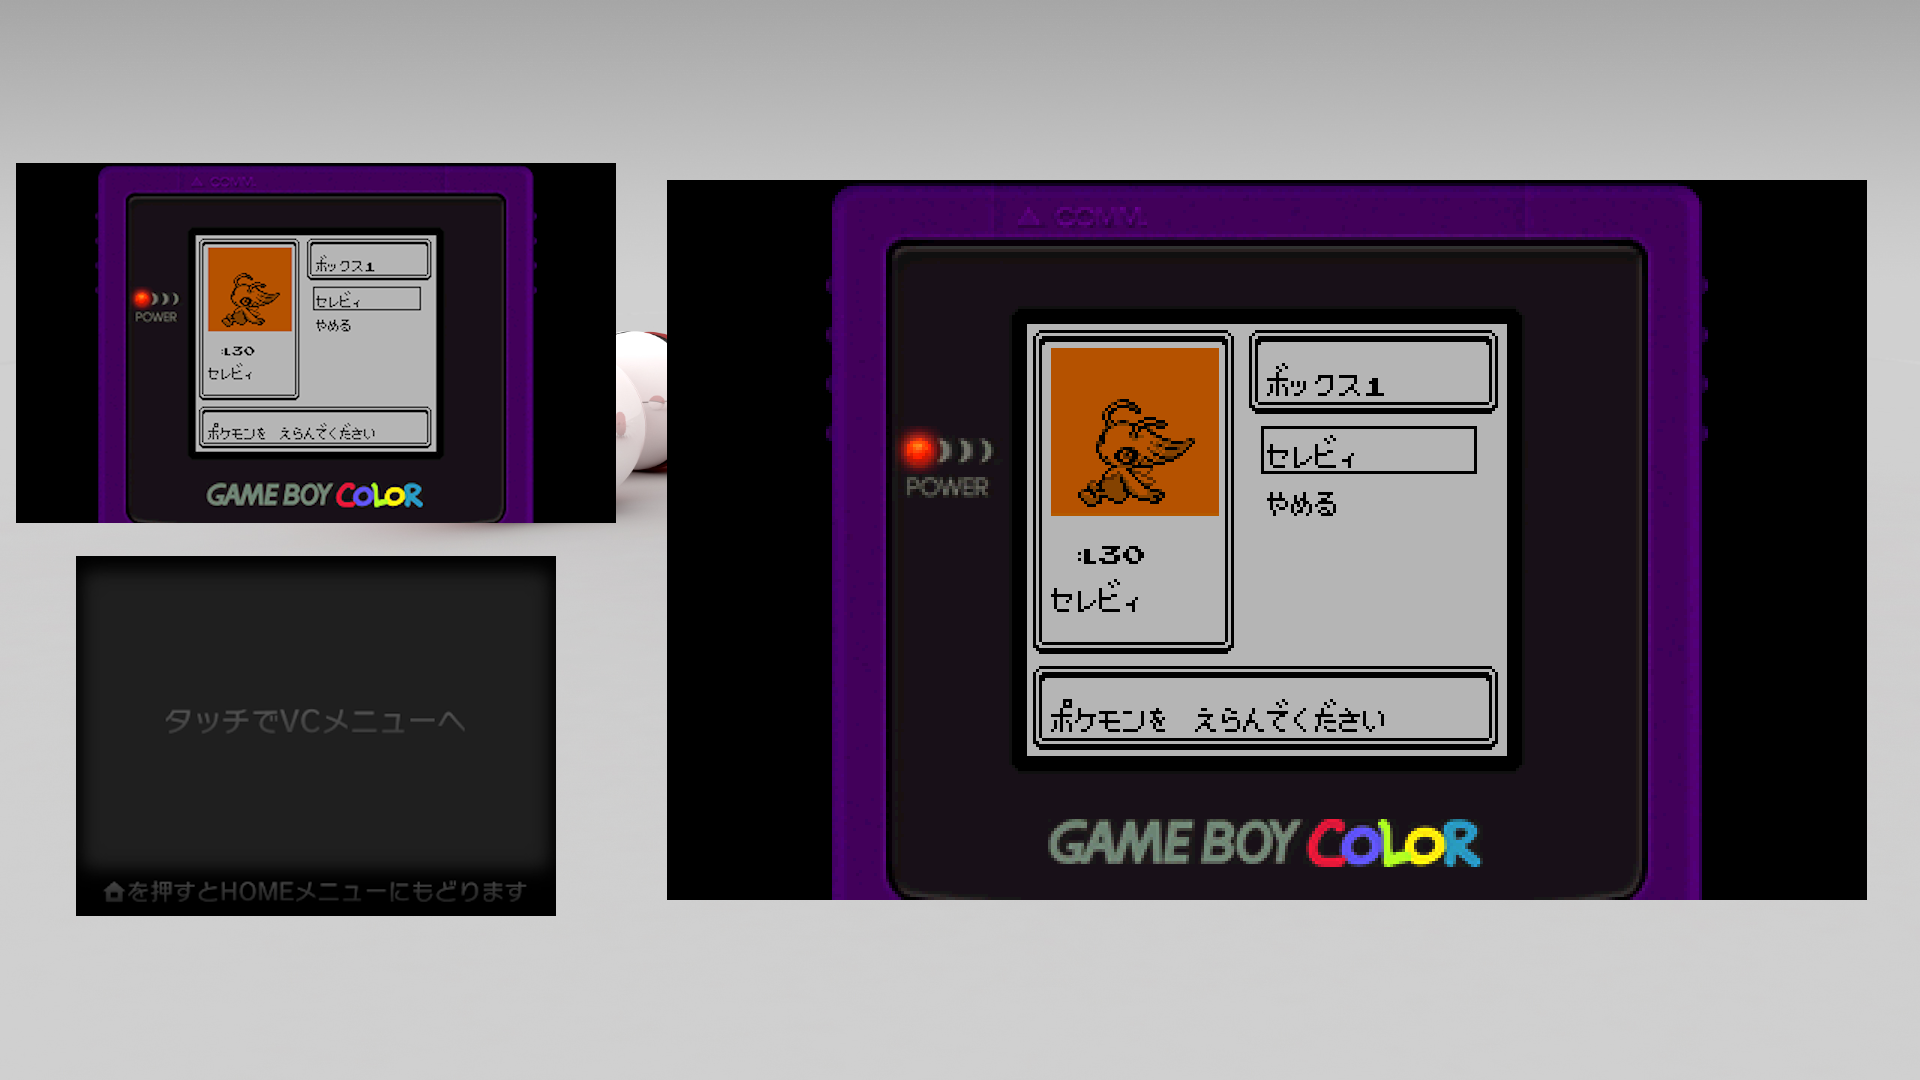 COMM.
ボックス1
セレビィ
やめる
POWER
:L30
セレビィ
ポケモンを えらんでください
GAME BOY COLOR
タッチでVCメニューへ
を押すとHOMEメニューにもどります
COMM.
ボックス1
セレビィ
やめる
POWER
:L30
セレビィ
ポケモンを えらんでください
GAME BOY COLOR